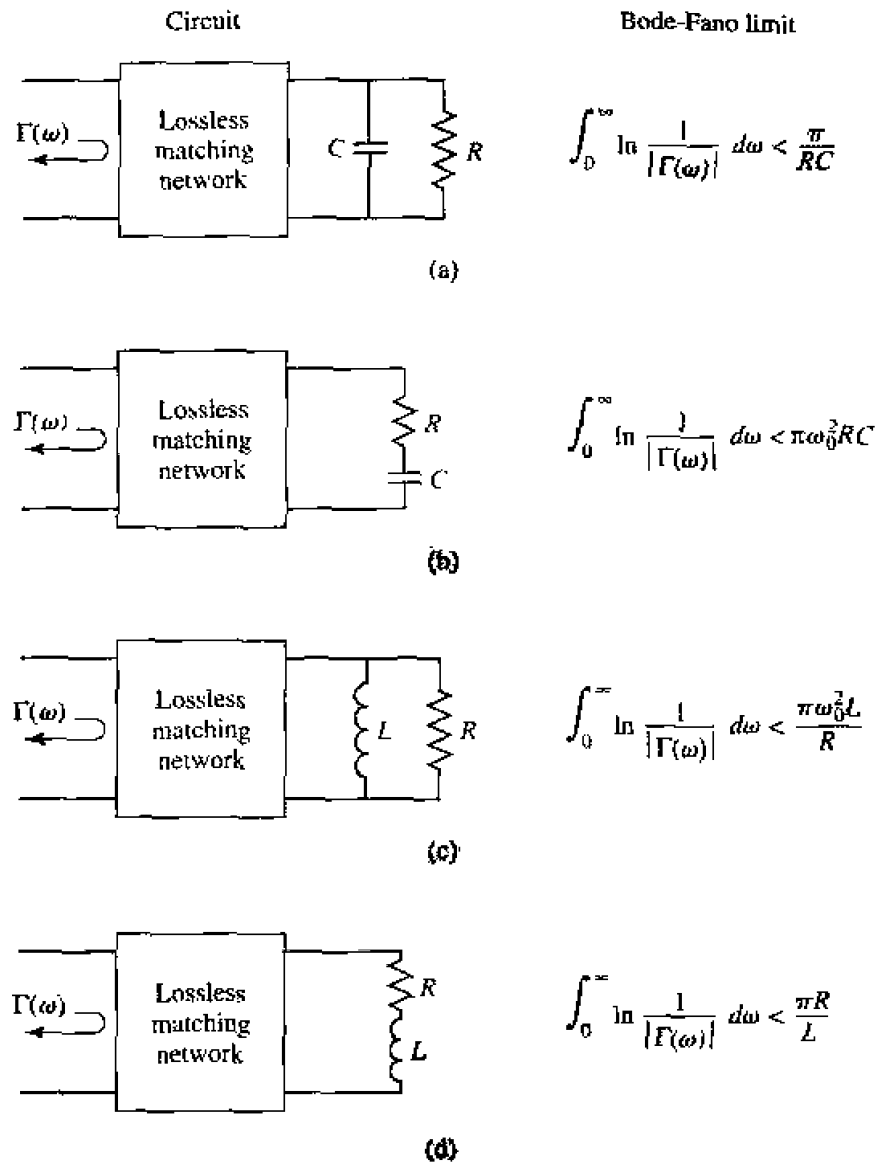 Circuit Bode-Fano limit
Γ(ω) Lossless matching network C R
∫₀^∞ ln 1/|Γ(ω)| dω < π/RC
(a)
Γ(ω) Lossless matching network R C
∫₀^∞ ln 1/|Γ(ω)| dω < πω₀²RC
(b)
Γ(ω) Lossless matching network L R
∫₀^∞ ln 1/|Γ(ω)| dω < πω₀²L/R
(c)
Γ(ω) Lossless matching network R L
∫₀^∞ ln 1/|Γ(ω)| dω < πR/L
(d)